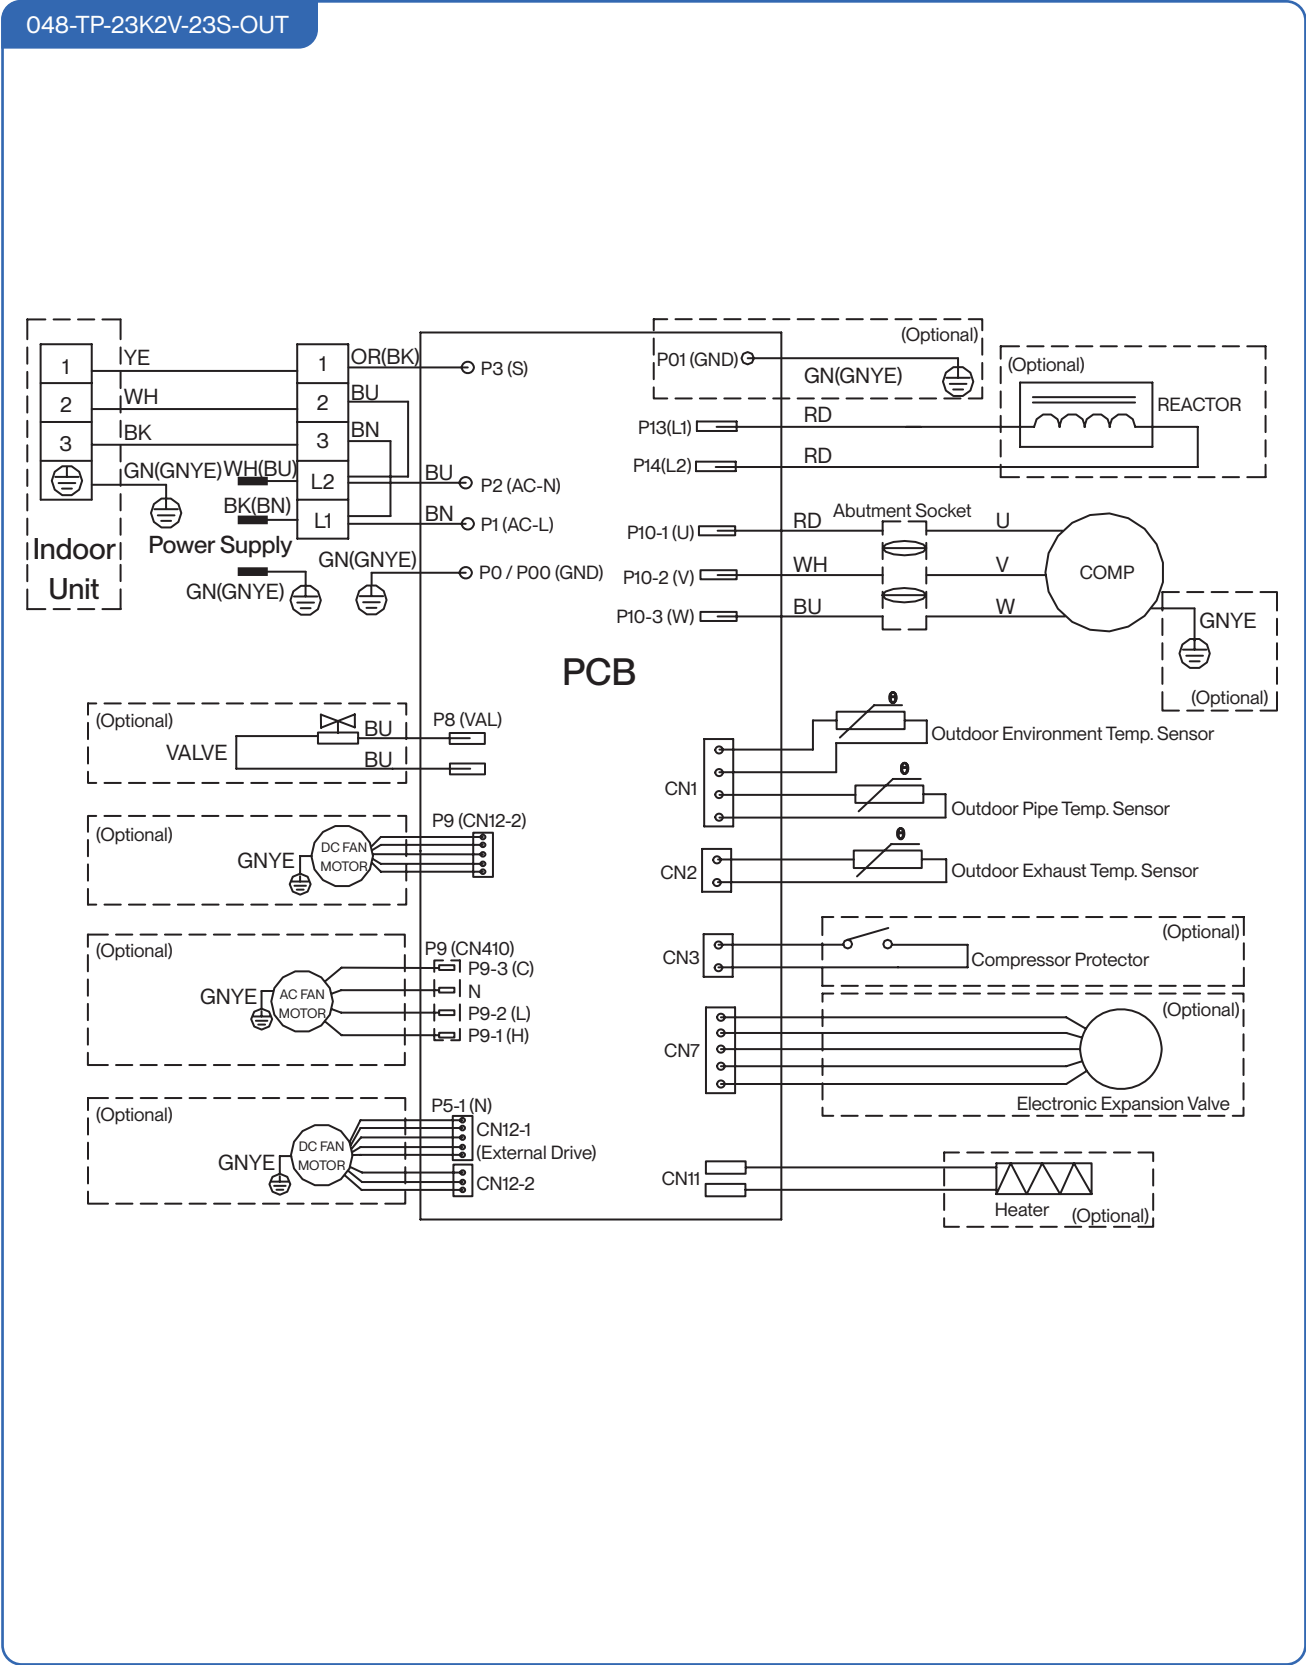 048-TP-23K2V-23S-OUT
1
2
3
YE
WH
BK
GN(GNYE)
WH(BU)
BK(BN)
Power Supply
GN(GNYE)
Indoor
Unit
1
2
3
L2
L1
OR(BK)
BU
BN
BU
BN
GN(GNYE)
P3 (S)
P2 (AC-N)
P1 (AC-L)
P0 / P00 (GND)
PCB
(Optional)
P01 (GND)
GN(GNYE)
(Optional)
REACTOR
P13(L1)
RD
P14(L2)
RD
Abutment Socket
P10-1 (U)
RD
U
P10-2 (V)
WH
V
P10-3 (W)
BU
W
COMP
GNYE
(Optional)
(Optional)
VALVE
BU
BU
P8 (VAL)
(Optional)
GNYE
DC FAN
MOTOR
P9 (CN12-2)
(Optional)
GNYE
AC FAN
MOTOR
P9 (CN410)
P9-3 (C)
N
P9-2 (L)
P9-1 (H)
(Optional)
GNYE
DC FAN
MOTOR
P5-1 (N)
CN12-1
(External Drive)
CN12-2
CN1
θ
Outdoor Environment Temp. Sensor
θ
Outdoor Pipe Temp. Sensor
CN2
θ
Outdoor Exhaust Temp. Sensor
CN3
(Optional)
Compressor Protector
CN7
(Optional)
Electronic Expansion Valve
CN11
Heater
(Optional)